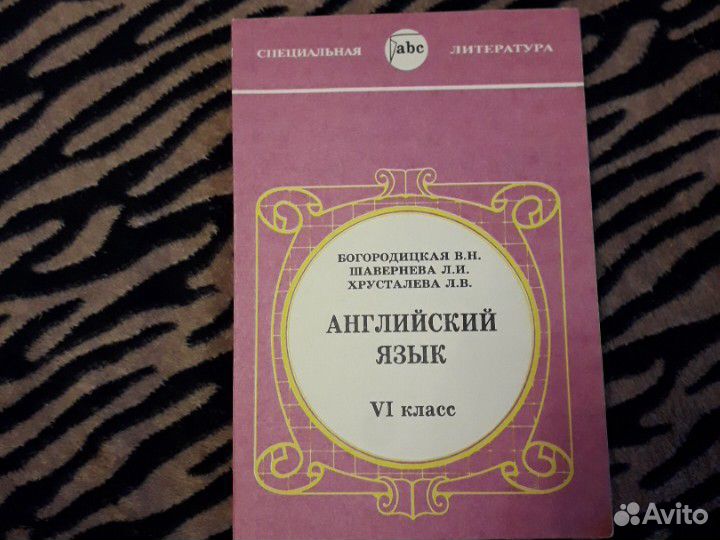 СПЕЦИАЛЬНАЯ abc ЛИТЕРАТУРА
БОГОРОДИЦКАЯ В.Н.
ШАВЕРНЕВА Л.И.
ХРУСТАЛЕВА Л.В.
АНГЛИЙСКИЙ
ЯЗЫК
VI класс
Avito